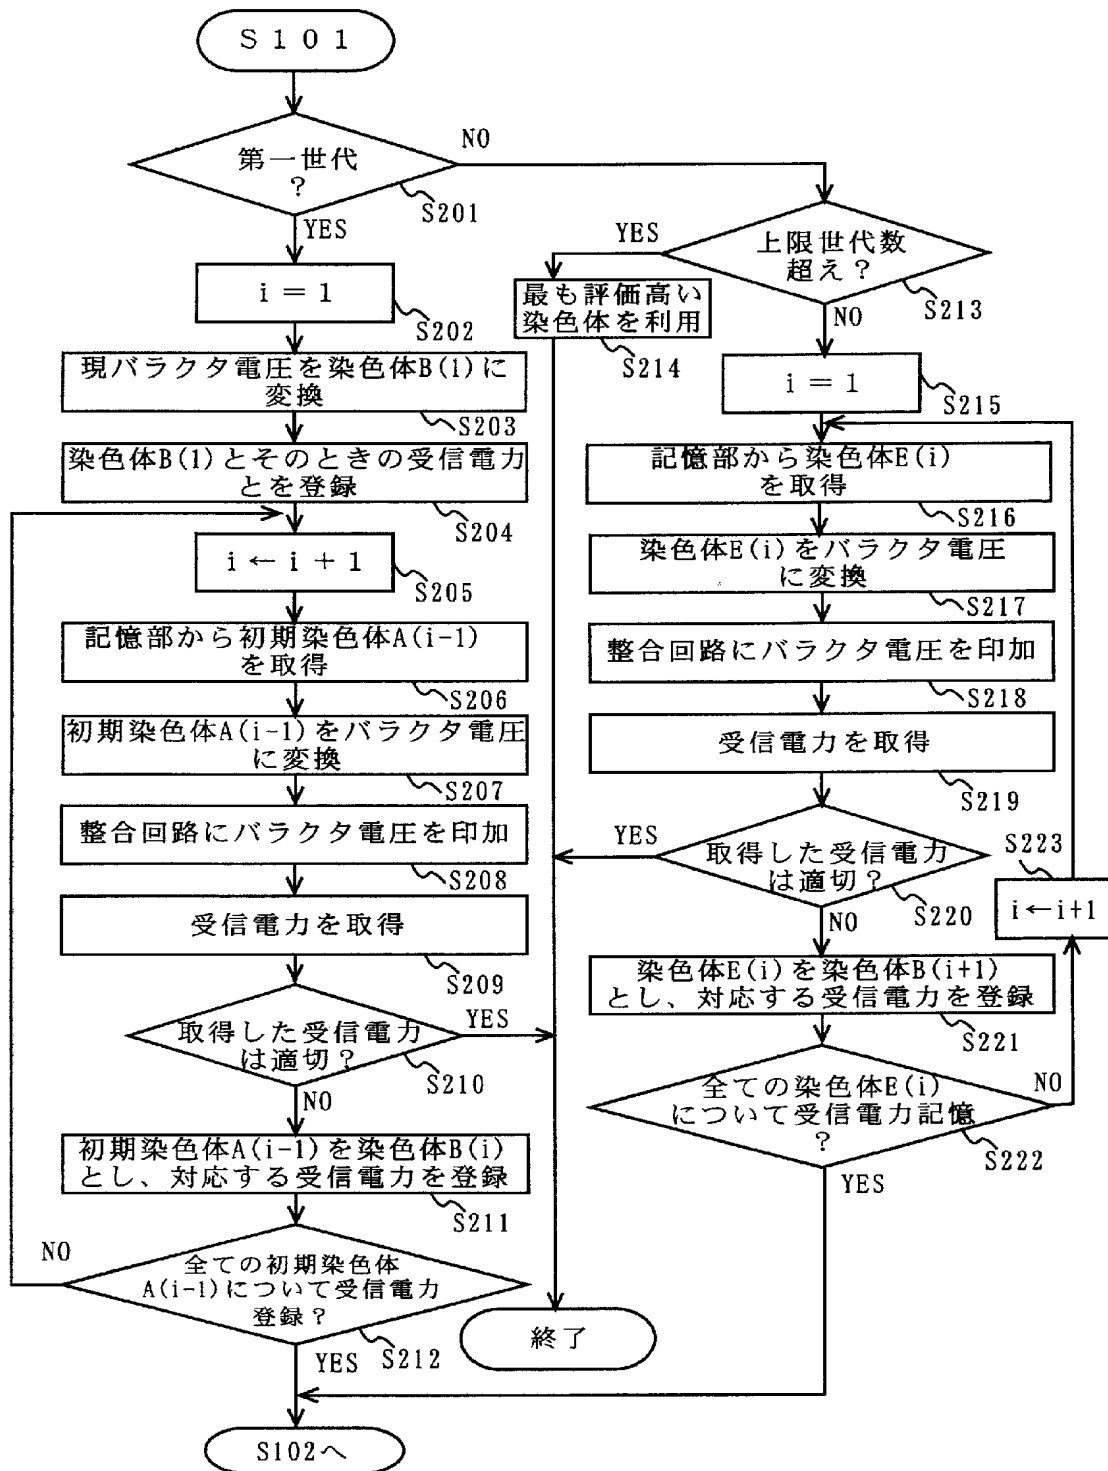 S101
第一世代
?
NO
S201
YES
i=1
S202
現バラクタ電圧を染色体B(1)に
変換
S203
染色体B(1)とそのときの受信電力
とを登録
S204
i←i+1
S205
記憶部から初期染色体A(i-1)
を取得
S206
初期染色体A(i-1)をバラクタ電圧
に変換
S207
整合回路にバラクタ電圧を印加
S208
受信電力を取得
S209
取得した受信電力
は適切?
YES
S210
NO
初期染色体A(i-1)を染色体B(i)
とし、対応する受信電力を登録
S211
NO
全ての初期染色体
A(i-1)について受信電力
登録?
S212
YES
S102へ
上限世代数
超え?
YES
S213
NO
最も評価高い
染色体を利用
S214
i=1
S215
記憶部から染色体E(i)
を取得
S216
染色体E(i)をバラクタ電圧
に変換
S217
整合回路にバラクタ電圧を印加
S218
受信電力を取得
S219
YES
取得した受信電力
は適切?
S220
NO
S223
i←i+1
染色体E(i)を染色体B(i+1)
とし、対応する受信電力を登録
S221
全ての染色体E(i)
について受信電力記憶
?
NO
S222
YES
終了